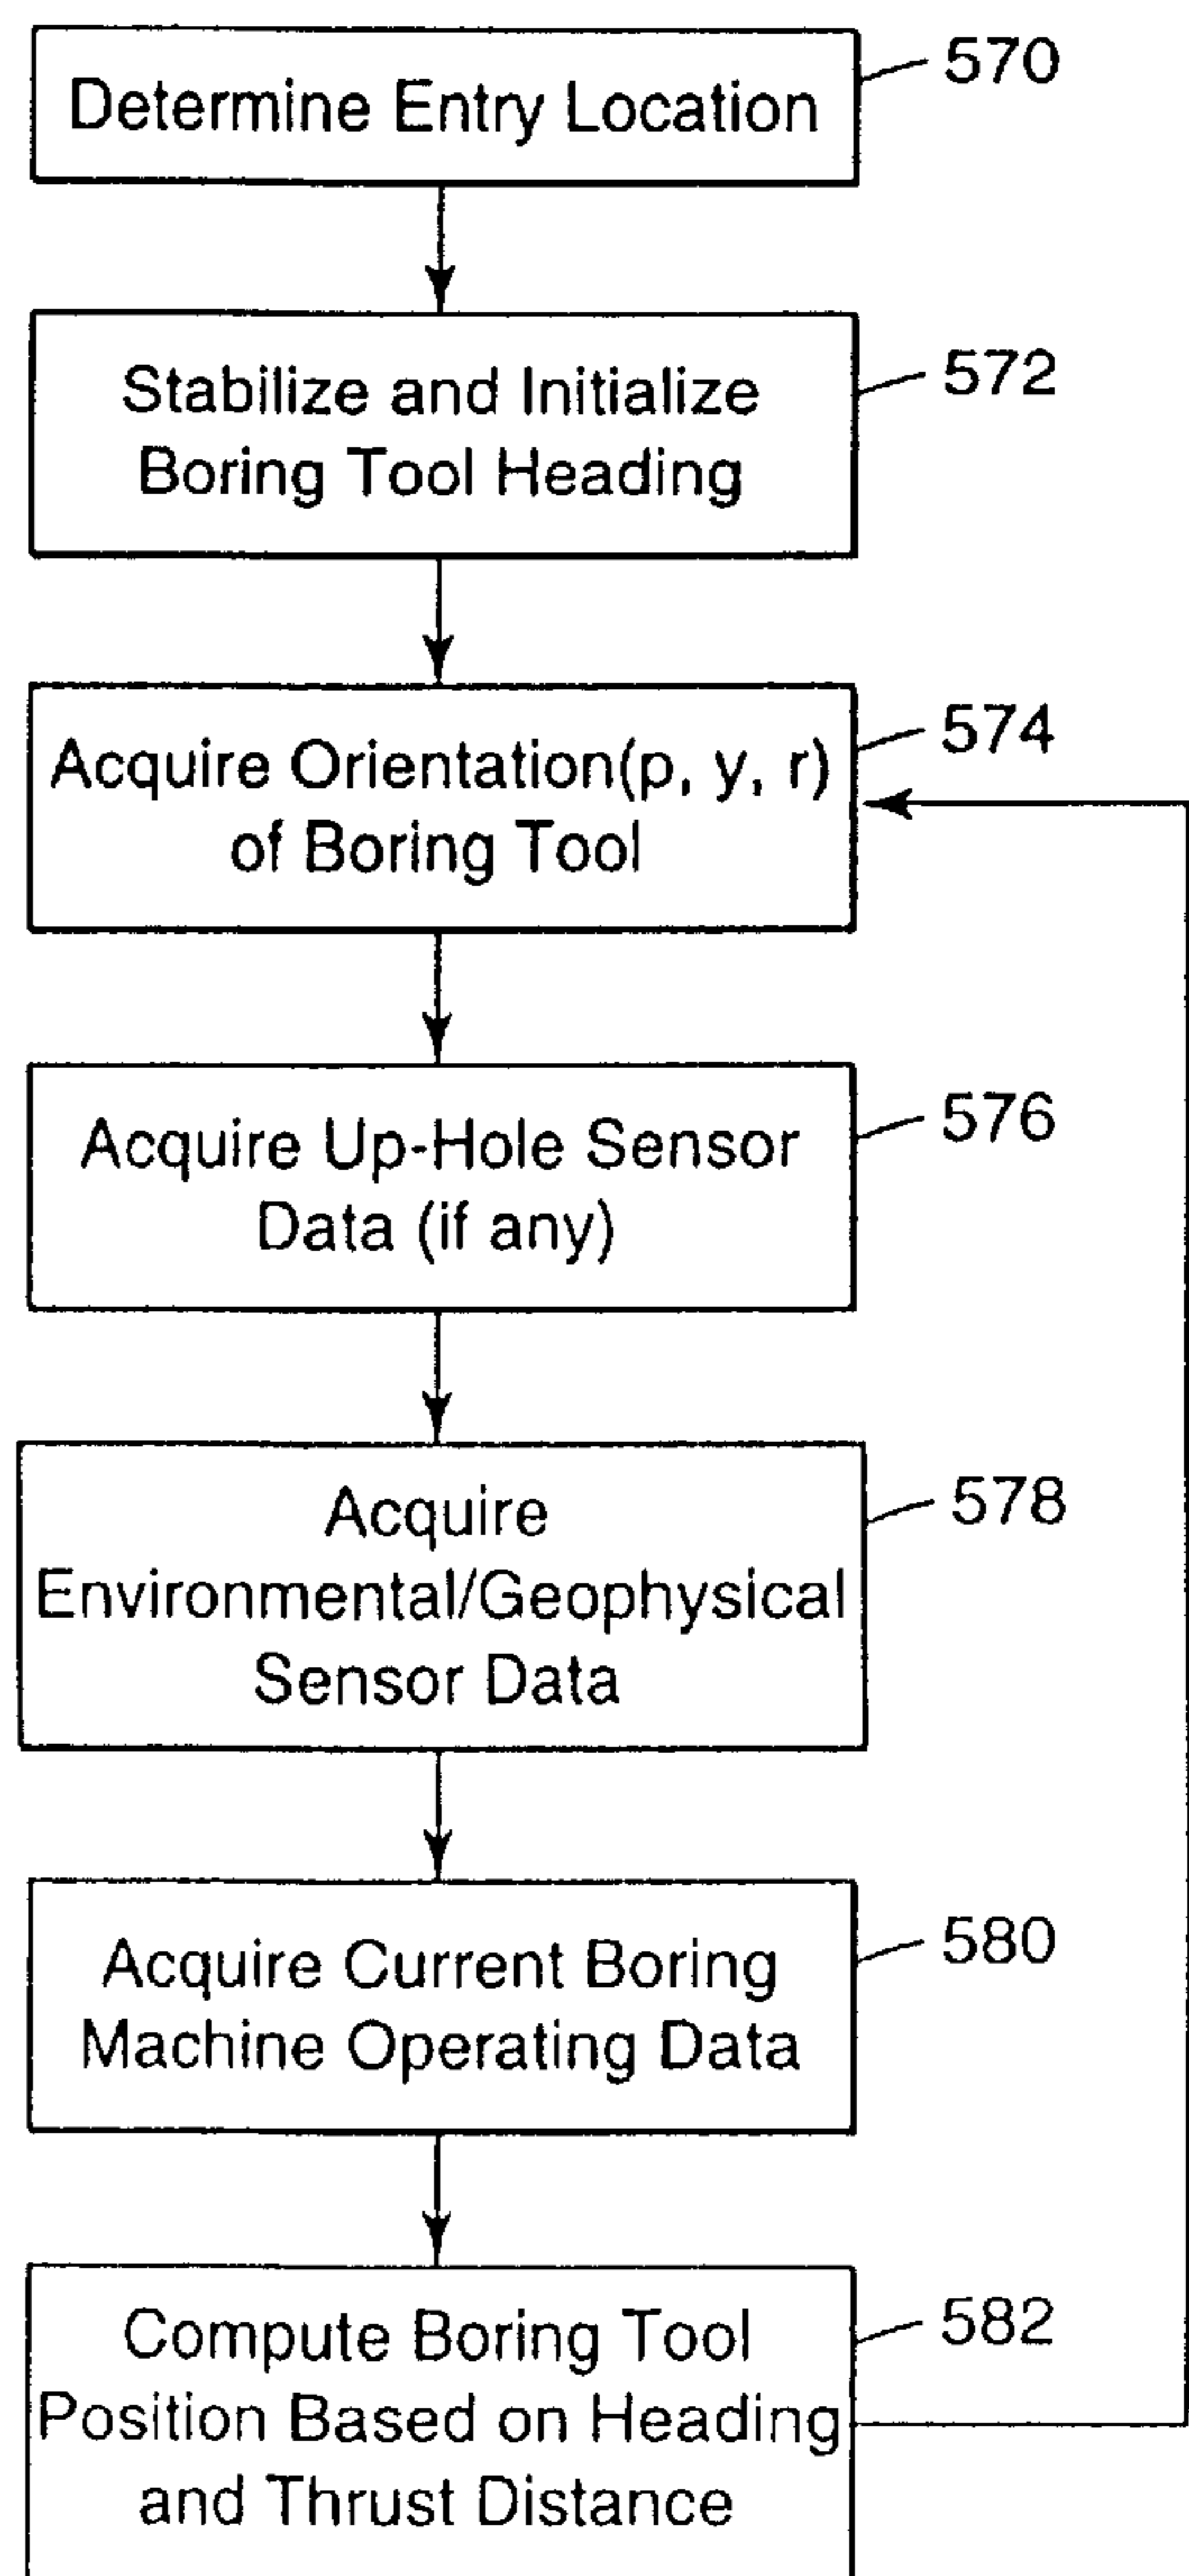 Determine Entry Location
570
Stabilize and Initialize
Boring Tool Heading
572
Acquire Orientation(p, y, r)
of Boring Tool
574
Acquire Up-Hole Sensor
Data (if any)
576
Acquire
Environmental/Geophysical
Sensor Data
578
Acquire Current Boring
Machine Operating Data
580
Compute Boring Tool
Position Based on Heading
and Thrust Distance
582